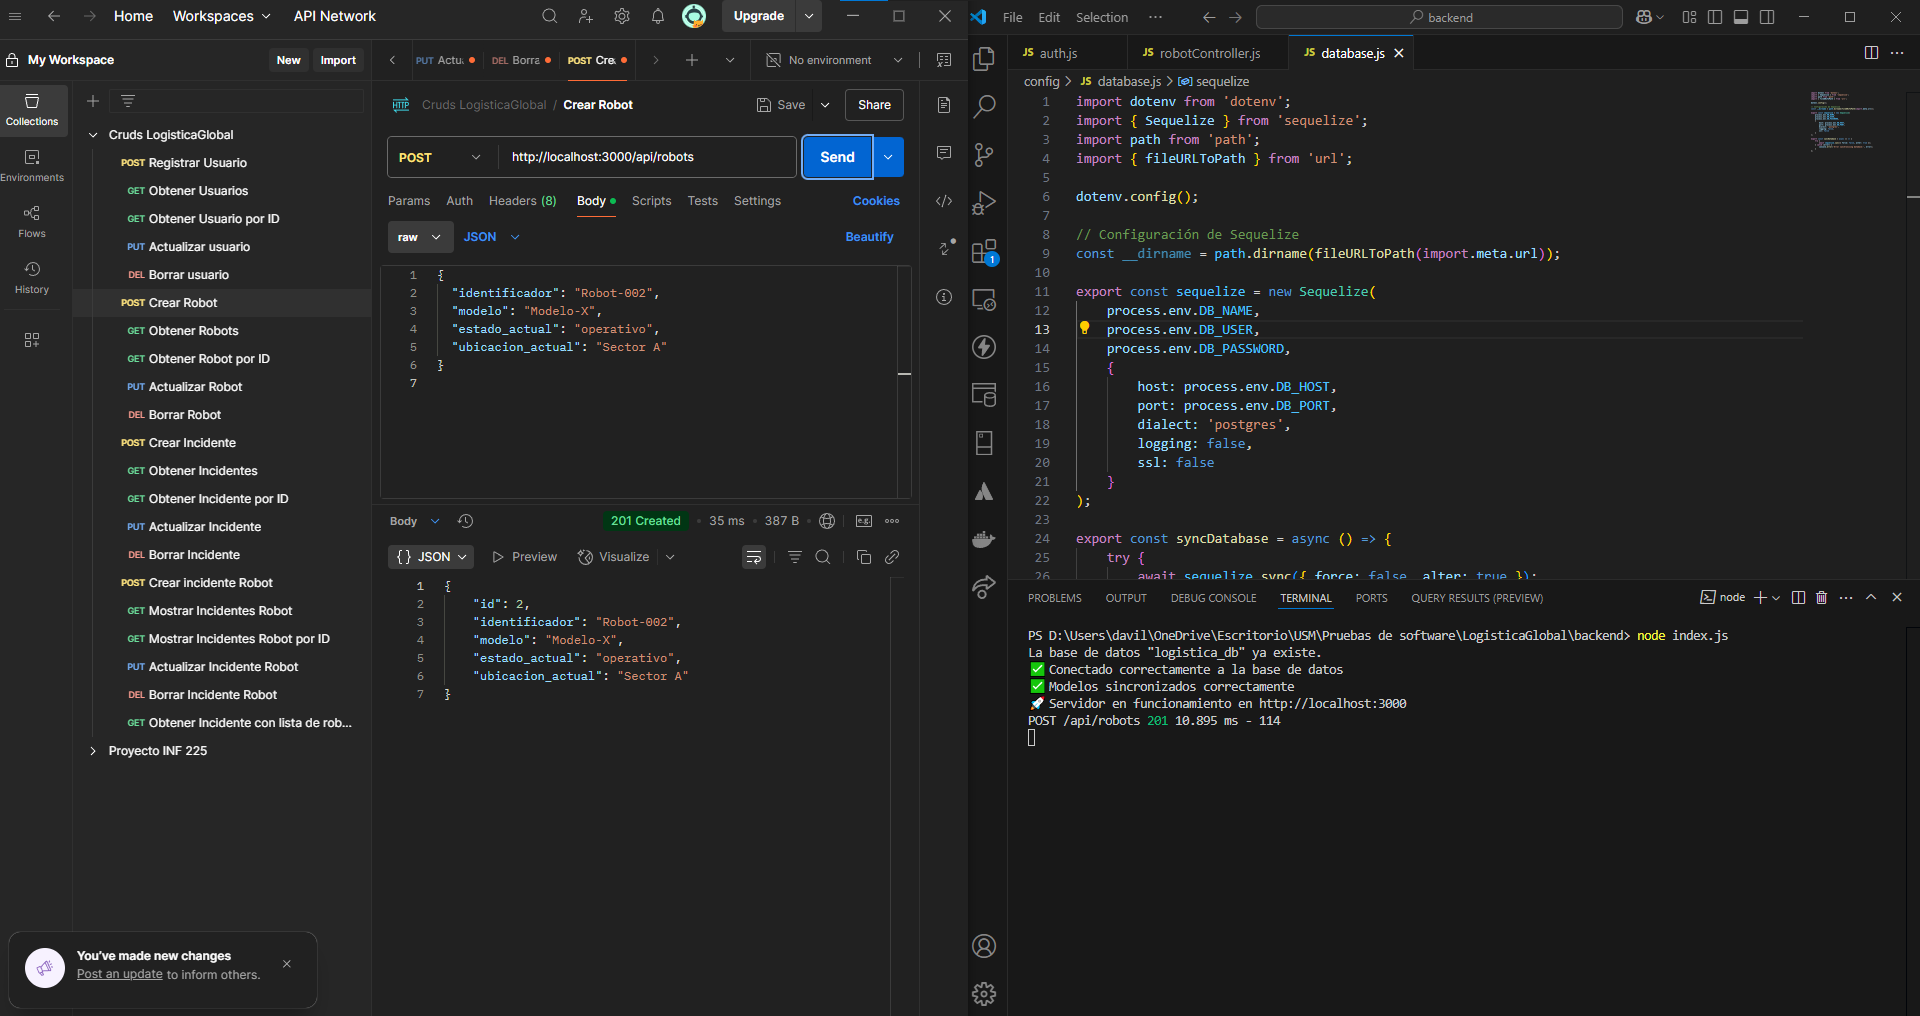 Home Workspaces API Network Upgrade
My Workspace New Import
Collections
Environments
Flows
History
Cruds LogisticaGlobal
POST Registrar Usuario
GET Obtener Usuarios
GET Obtener Usuario por ID
PUT Actualizar usuario
DEL Borrar usuario
POST Crear Robot
GET Obtener Robots
GET Obtener Robot por ID
PUT Actualizar Robot
DEL Borrar Robot
POST Crear Incidente
GET Obtener Incidentes
GET Obtener Incidente por ID
PUT Actualizar Incidente
DEL Borrar Incidente
POST Crear incidente Robot
GET Mostrar Incidentes Robot
GET Mostrar Incidentes Robot por ID
PUT Actualizar Incidente Robot
DEL Borrar Incidente Robot
GET Obtener Incidente con lista de rob...
Proyecto INF 225
You've made new changes
Post an update to inform others.
PUT Actu DEL Borra POST Cre No environment
HTTP Cruds LogisticaGlobal / Crear Robot Save Share
POST http://localhost:3000/api/robots Send
Params Auth Headers (8) Body Scripts Tests Settings Cookies
raw JSON Beautify
1 {
2 "identificador": "Robot-002",
3 "modelo": "Modelo-X",
4 "estado_actual": "operativo",
5 "ubicacion_actual": "Sector A"
6 }
7
Body 201 Created • 35 ms • 387 B e.g.
{} JSON Preview Visualize
1 {
2 "id": 2,
3 "identificador": "Robot-002",
4 "modelo": "Modelo-X",
5 "estado_actual": "operativo",
6 "ubicacion_actual": "Sector A"
7 }
File Edit Selection ··· backend
1
JS auth.js JS robotController.js JS database.js
config > JS database.js > sequelize
1 import dotenv from 'dotenv';
2 import { Sequelize } from 'sequelize';
3 import path from 'path';
4 import { fileURLToPath } from 'url';
5
6 dotenv.config();
7
8 // Configuración de Sequelize
9 const __dirname = path.dirname(fileURLToPath(import.meta.url));
10
11 export const sequelize = new Sequelize(
12 process.env.DB_NAME,
13 process.env.DB_USER,
14 process.env.DB_PASSWORD,
15 {
16 host: process.env.DB_HOST,
17 port: process.env.DB_PORT,
18 dialect: 'postgres',
19 logging: false,
20 ssl: false
21 }
22 );
23
24 export const syncDatabase = async () => {
25 try {
26 await sequelize.sync({ force: false, alter: true });
PROBLEMS OUTPUT DEBUG CONSOLE TERMINAL PORTS QUERY RESULTS (PREVIEW) node
PS D:\Users\davil\OneDrive\Escritorio\USM\Pruebas de software\LogisticaGlobal\backend> node index.js
La base de datos "logistica_db" ya existe.
✅ Conectado correctamente a la base de datos
✅ Modelos sincronizados correctamente
🚀 Servidor en funcionamiento en http://localhost:3000
POST /api/robots 201 10.895 ms - 114